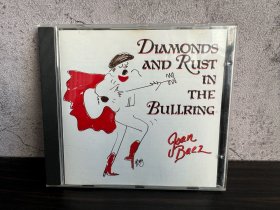 DIAMONDS
AND RUST
IN
THE
BULLRING
Joan
Baez